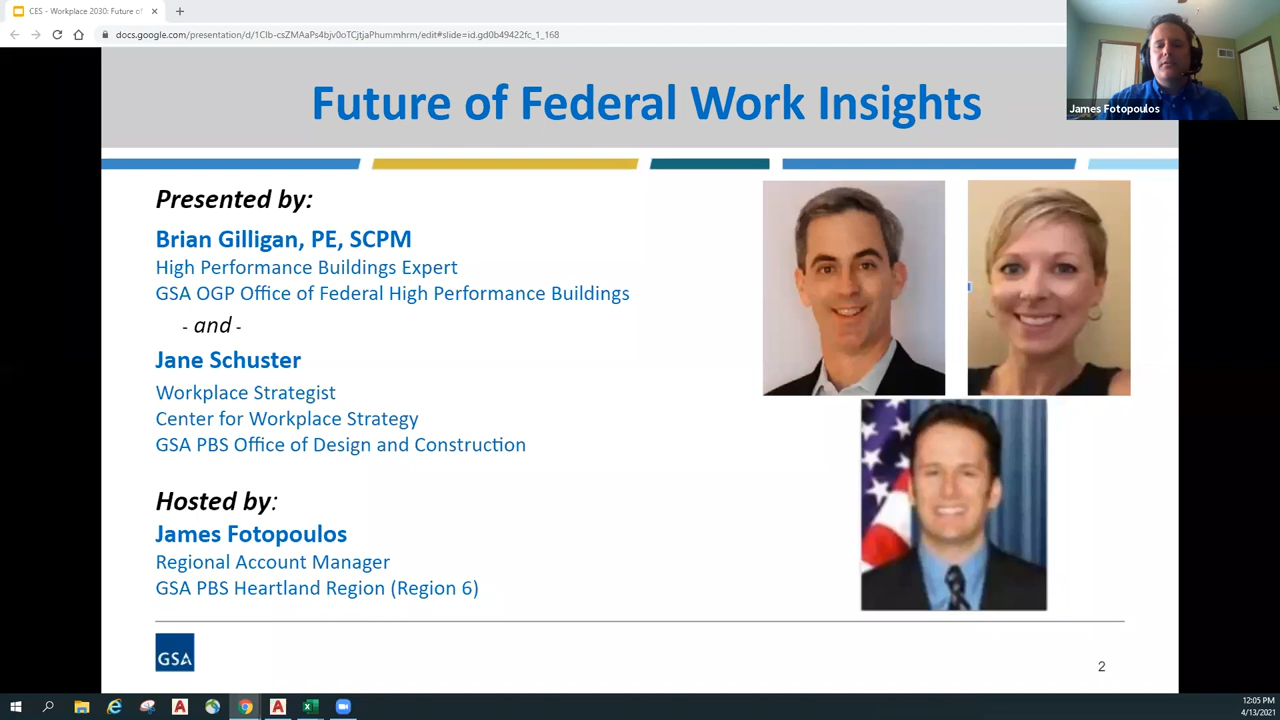 CES - Workplace 2030: Future of
docs.google.com/presentation/d/1CIb-csZMAaPs4bjv0oTCjtjaPhummhrm/edit#slide=id.gd0b49422fc_1_168
James Fotopoulos
Future of Federal Work Insights
Presented by:
Brian Gilligan, PE, SCPM
High Performance Buildings Expert
GSA OGP Office of Federal High Performance Buildings
- and -
Jane Schuster
Workplace Strategist
Center for Workplace Strategy
GSA PBS Office of Design and Construction
Hosted by:
James Fotopoulos
Regional Account Manager
GSA PBS Heartland Region (Region 6)
GSA
2
12:05 PM
4/13/2021